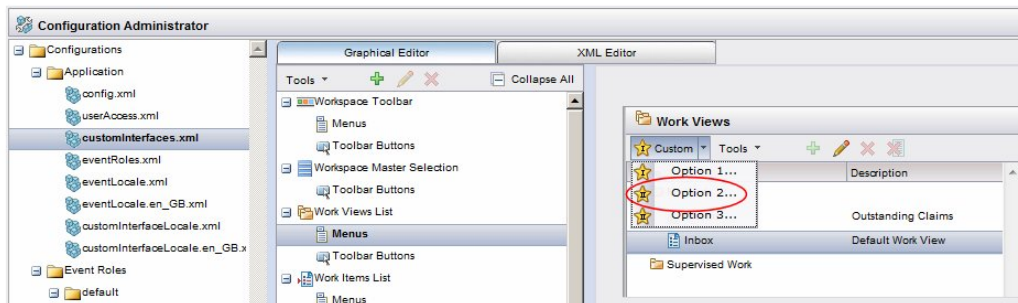 Configuration Administrator
Configurations
Application
config.xml
userAccess.xml
customInterfaces.xml
eventRoles.xml
eventLocale.xml
eventLocale.en_GB.xml
customInterfaceLocale.xml
customInterfaceLocale.en_GB.x
Event Roles
default
Graphical Editor
XML Editor
Tools
Collapse All
Workspace Toolbar
Menus
Toolbar Buttons
Workspace Master Selection
Toolbar Buttons
Work Views List
Menus
Toolbar Buttons
Work Items List
Menus
Work Views
Custom Tools
Option 1... Description
Option 2...
Option 3... Outstanding Claims
Inbox Default Work View
Supervised Work